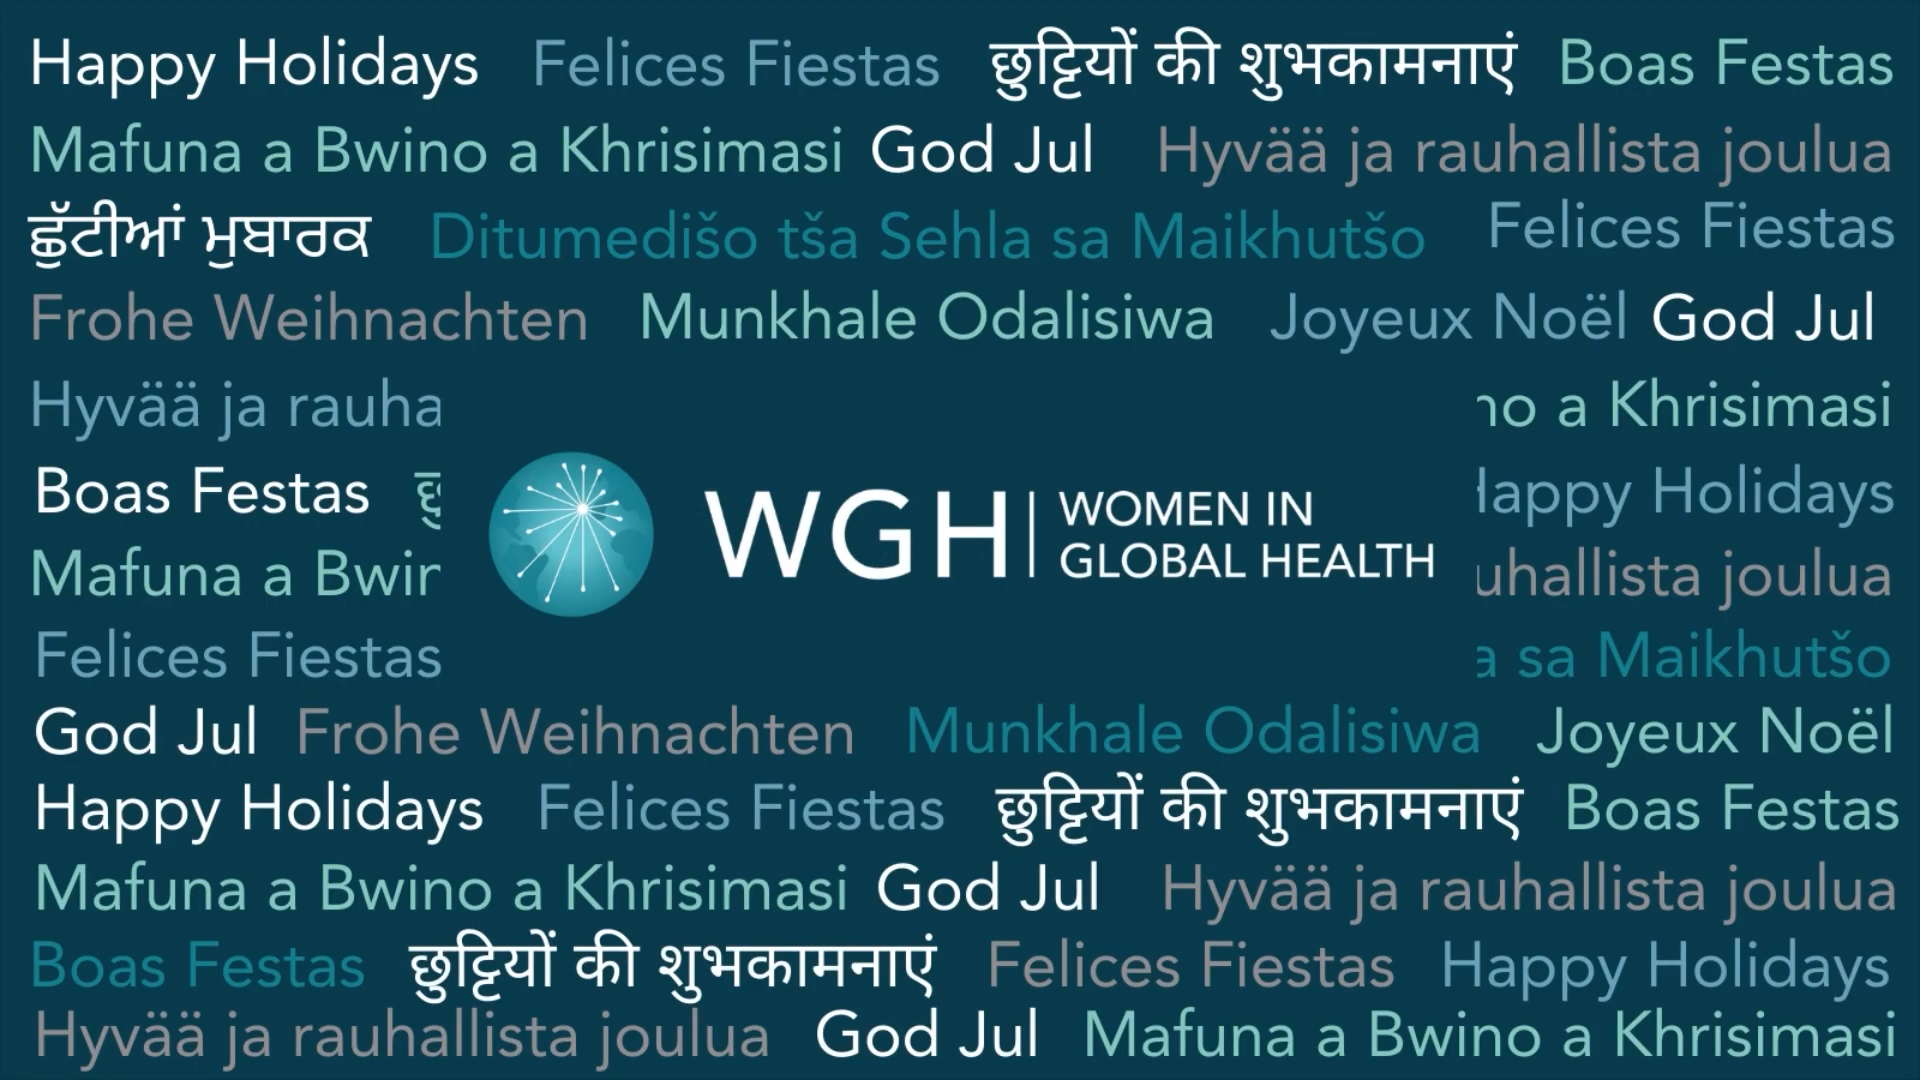 Happy Holidays Felices Fiestas छुट्टियों की शुभकामनाएं Boas Festas
Mafuna a Bwino a Khrisimasi God Jul Hyvää ja rauhallista joulua
ਛੁੱਟੀਆਂ ਮੁਬਾਰਕ Ditumedišo tša Sehla sa Maikhutšo Felices Fiestas
Frohe Weihnachten Munkhale Odalisiwa Joyeux Noël God Jul
Hyvää ja rauha
no a Khrisimasi
Boas Festas
appy Holidays
WGH WOMEN IN
GLOBAL HEALTH
Mafuna a Bwin
uhallista joulua
Felices Fiestas
a sa Maikhutšo
God Jul Frohe Weihnachten Munkhale Odalisiwa Joyeux Noël
Happy Holidays Felices Fiestas छुट्टियों की शुभकामनाएं Boas Festas
Mafuna a Bwino a Khrisimasi God Jul Hyvää ja rauhallista joulua
Boas Festas छुट्टियों की शुभकामनाएं Felices Fiestas Happy Holidays
Hyvää ja rauhallista joulua God Jul Mafuna a Bwino a Khrisimasi